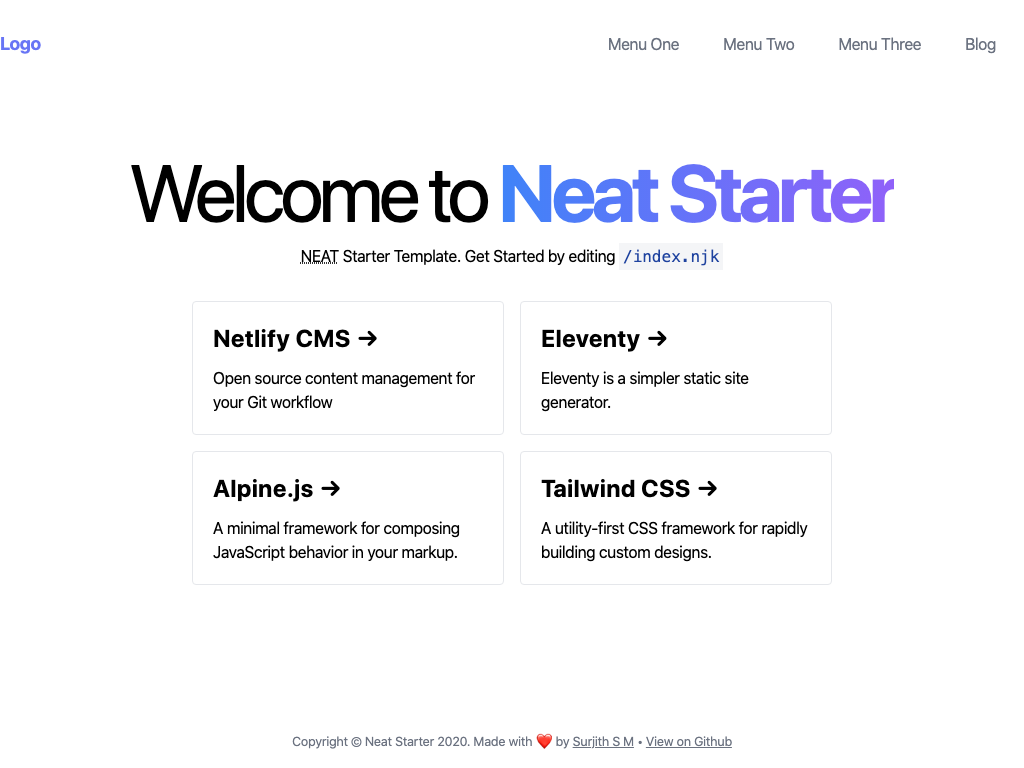 Logo
Menu One
Menu Two
Menu Three
Blog
Welcome to Neat Starter
NEAT Starter Template. Get Started by editing /index.njk
Netlify CMS →
Open source content management for
your Git workflow
Eleventy →
Eleventy is a simpler static site
generator.
Alpine.js →
A minimal framework for composing
JavaScript behavior in your markup.
Tailwind CSS →
A utility-first CSS framework for rapidly
building custom designs.
Copyright © Neat Starter 2020. Made with ❤️ by Surjith S M • View on Github